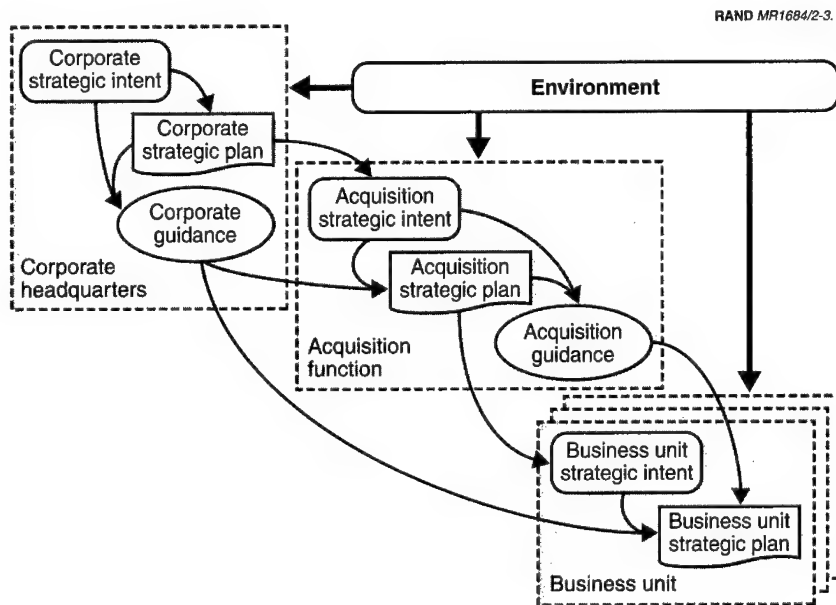 RAND MR1684/2-3.
Corporate
strategic intent
Environment
Corporate
strategic plan
Acquisition
strategic intent
Corporate
guidance
Corporate
headquarters
Acquisition
strategic plan
Acquisition
guidance
Acquisition
function
Business unit
strategic intent
Business unit
strategic plan
Business unit